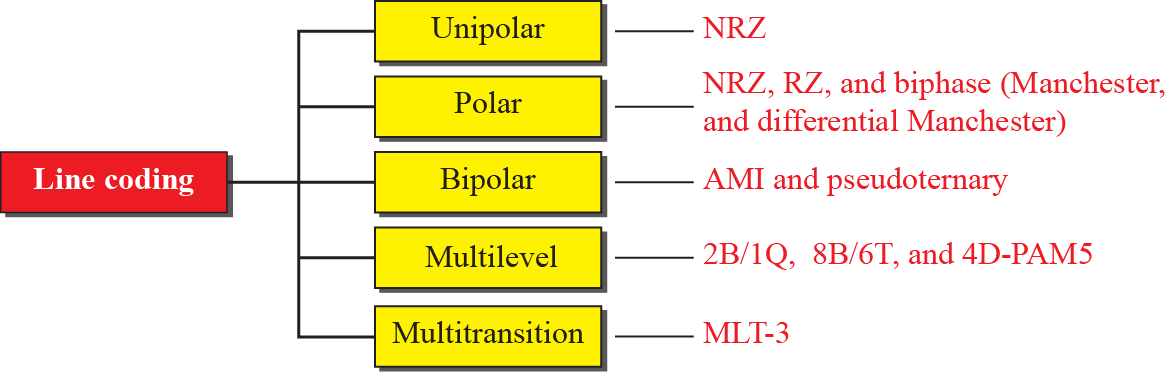 Line coding
Unipolar
NRZ
Polar
NRZ, RZ, and biphase (Manchester,
and differential Manchester)
Bipolar
AMI and pseudoternary
Multilevel
2B/1Q, 8B/6T, and 4D-PAM5
Multitransition
MLT-3